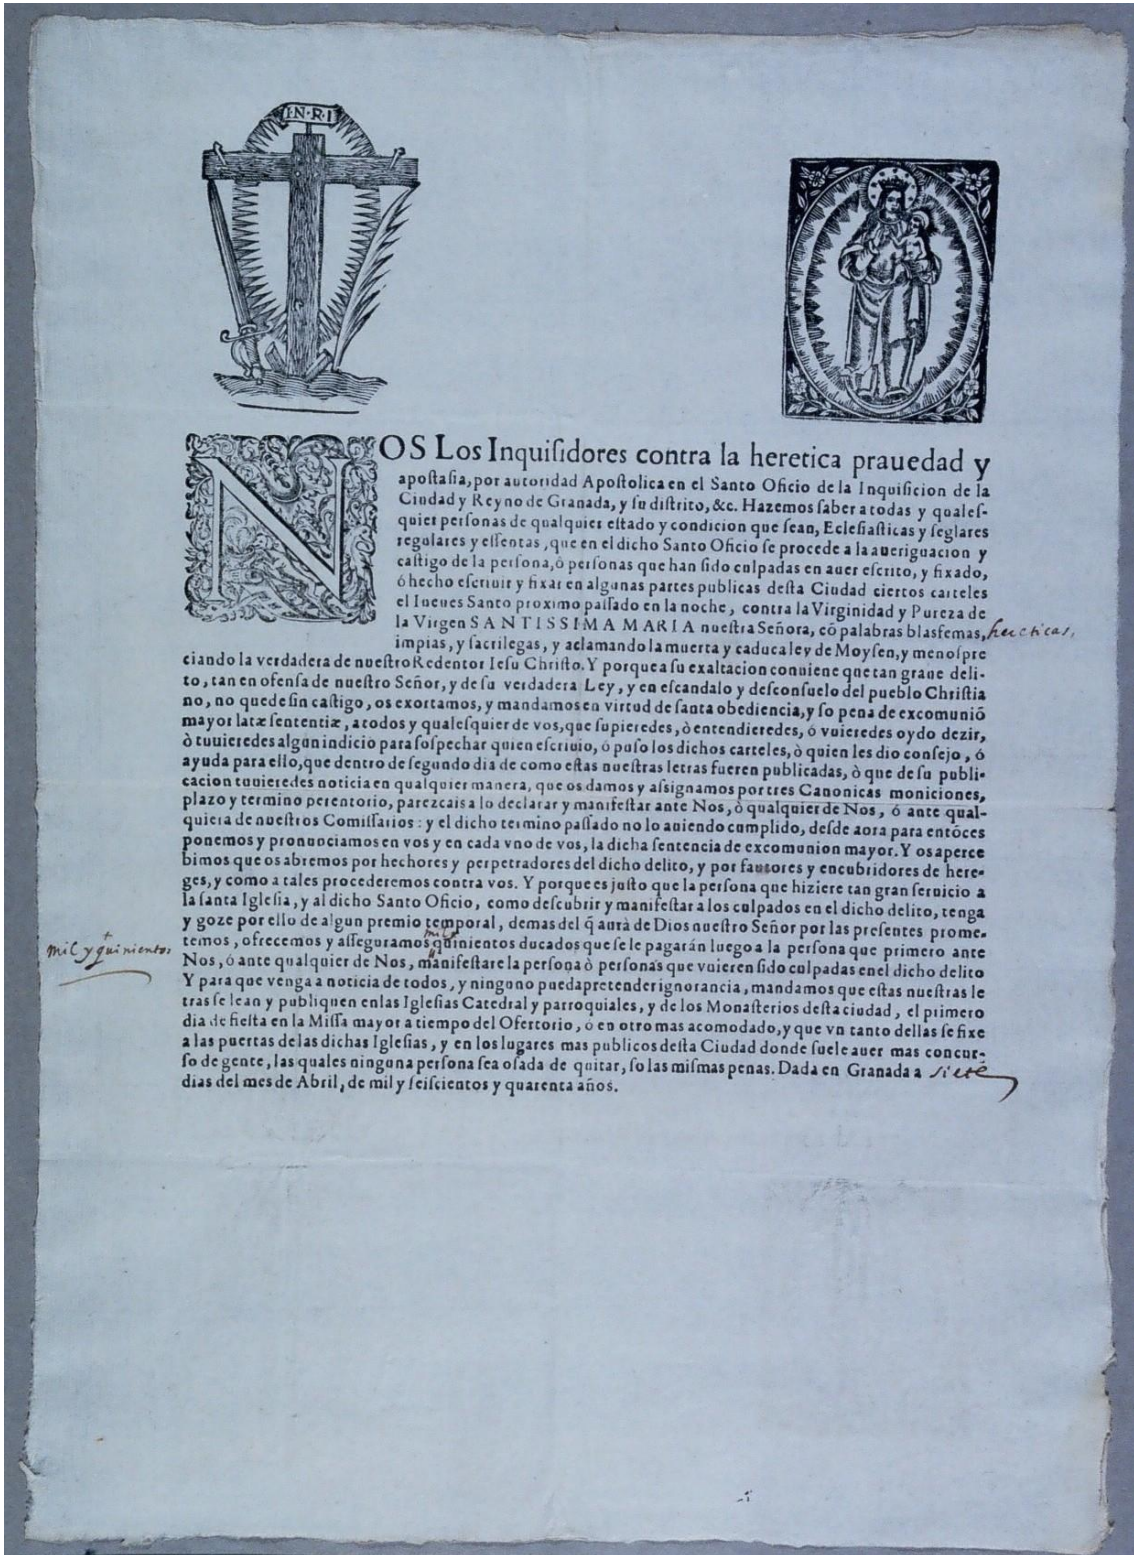 I·N·R·I
NOS Los Inquiſidores contra la heretica prauedad y
apoſtaſia, por autoridad Apoſtolica en el Santo Oficio de la Inquiſicion de la
Ciudad y Reyno de Granada, y ſu diſtrito, &c. Hazemos ſaber a todas y qualeſ-
quier perſonas de qualquier eſtado y condicion que ſean, Ecleſiaſticas y ſeglares
regulares y eſſentas, que en el dicho Santo Oficio ſe procede a la aueriguacion y
caſtigo de la perſona, ò perſonas que han ſido culpadas en auer eſcrito, y fixado,
ò hecho eſcriuir y fixar en algunas partes publicas deſta Ciudad ciertos carteles
el Iueues Santo proximo paſſado en la noche, contra la Virginidad y Pureza de
la Virgen SANTISSIMA MARIA nueſtra Señora, cõ palabras blasfemas, hereticas,
impias, y ſacrilegas, y aclamando la muerta y caduca ley de Moyſen, y menoſpre
ciando la verdadera de nueſtro Redentor Ieſu Chriſto. Y porque a ſu exaltacion conuiene que tan graue deli-
to, tan en ofenſa de nueſtro Señor, y de ſu verdadera Ley, y en eſcandalo y deſconſuelo del pueblo Chriſtia
no, no quede ſin caſtigo, os exortamos, y mandamos en virtud de ſanta obediencia, y ſo pena de excomuniõ
mayor latæ ſententiæ, a todos y qualeſquier de vos, que ſupieredes, ò entendieredes, ó vuieredes oydo dezir,
ò tuuieredes algun indicio para ſoſpechar quien eſcriuio, ó puſo los dichos carteles, ò quien les dio conſejo, ó
ayuda para ello, que dentro de ſegundo dia de como eſtas nueſtras letras fueren publicadas, ò que de ſu publi-
cacion tuuieredes noticia en qualquier manera, que os damos y aſsignamos por tres Canonicas moniciones,
plazo y termino perentorio, parezcais a lo declarar y manifeſtar ante Nos, ò qualquier de Nos, ó ante qual-
quiera de nueſtros Comiſſarios: y el dicho termino paſſado no lo auiendo cumplido, deſde aora para entõces
ponemos y pronunciamos en vos y en cada vno de vos, la dicha ſentencia de excomunion mayor. Y os aperce
bimos que os abremos por hechores y perpetradores del dicho delito, y por fautores y encubridores de here-
ges, y como a tales procederemos contra vos. Y porque es juſto que la perſona que hiziere tan gran ſeruicio a
la ſanta Igleſia, y al dicho Santo Oficio, como deſcubrir y manifeſtar a los culpados en el dicho delito, tenga
y goze por ello de algun premio temporal, demas del q̃ aurà de Dios nueſtro Señor por las preſentes prome-
mil y quinientos
temos, ofrecemos y aſſeguramos mil quinientos ducados que ſe le pagarán luego a la perſona que primero ante
Nos, ó ante qualquier de Nos, manifeſtare la perſona ò perſonas que vuieren ſido culpadas en el dicho delito
Y para que venga a noticia de todos, y ninguno pueda pretender ignorancia, mandamos que eſtas nueſtras le
tras ſe lean y publiquen en las Igleſias Catedral y parroquiales, y de los Monaſterios deſta ciudad, el primero
dia de fieſta en la Miſſa mayor a tiempo del Ofertorio, ó en otro mas acomodado, y que vn tanto dellas ſe fixe
a las puertas de las dichas Igleſias, y en los lugares mas publicos deſta Ciudad donde ſuele auer mas concur-
ſo de gente, las quales ninguna perſona ſea oſada de quitar, ſo las miſmas penas. Dada en Granada a ſiete
dias del mes de Abril, de mil y ſeiſcientos y quarenta años.